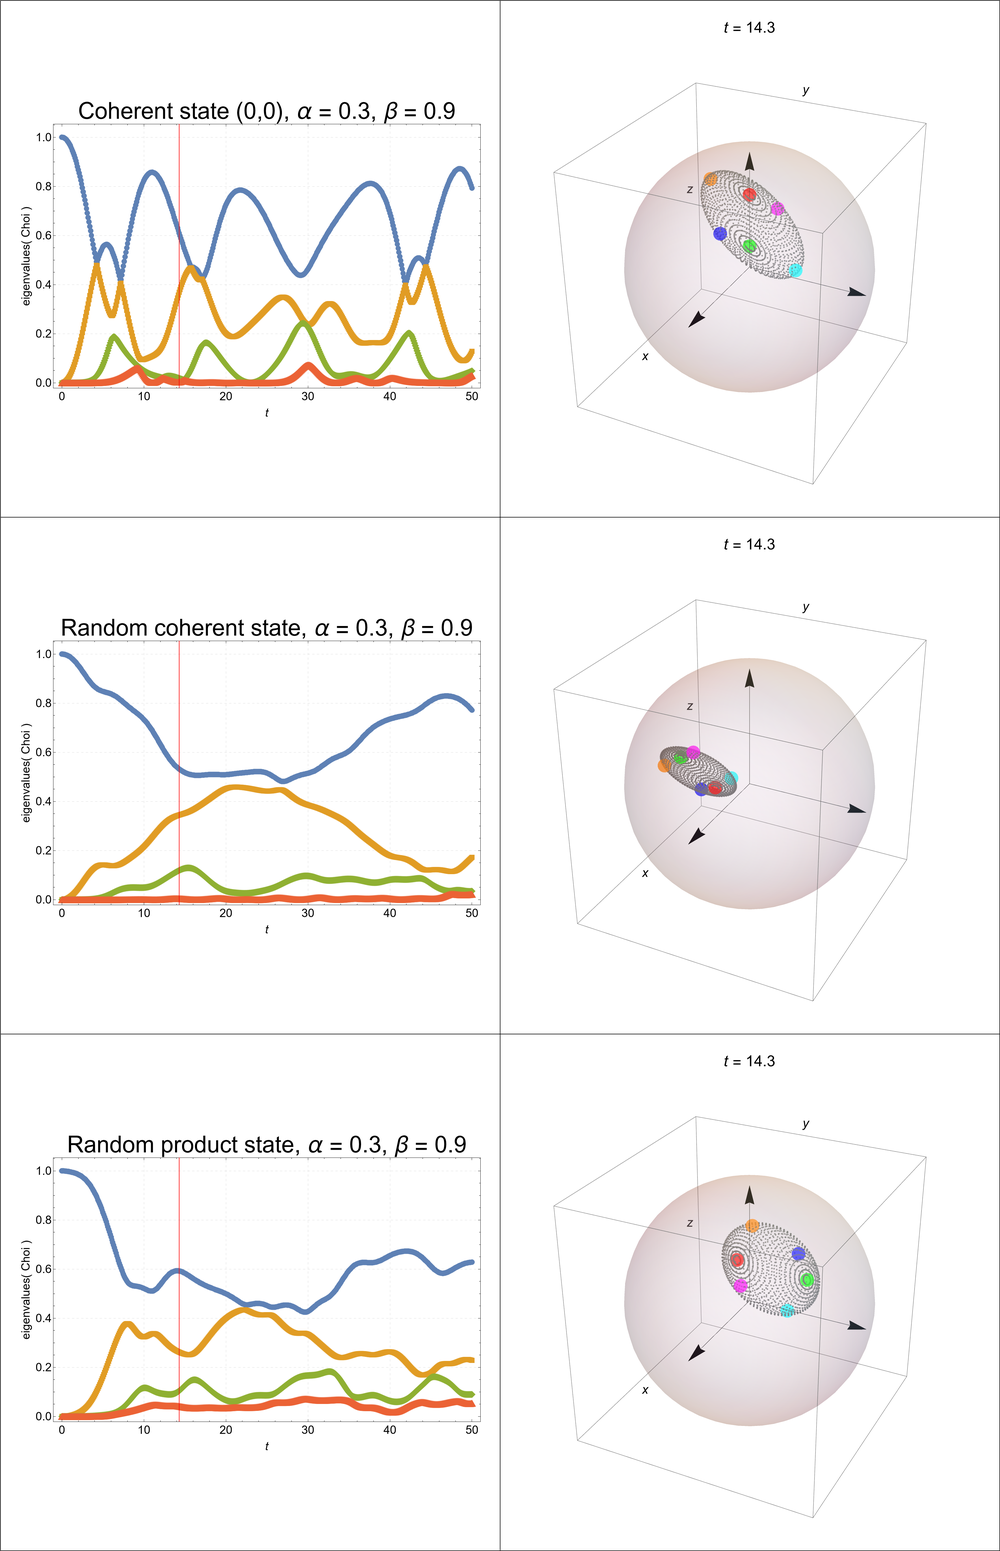 t = 14.3
Coherent state (0,0), α = 0.3, β = 0.9
eigenvalues( Choi )
1.0
0.8
0.6
0.4
0.2
0.0
0
10
20
30
40
50
t
y
z
x
t = 14.3
Random coherent state, α = 0.3, β = 0.9
eigenvalues( Choi )
1.0
0.8
0.6
0.4
0.2
0.0
0
10
20
30
40
50
t
y
z
x
t = 14.3
Random product state, α = 0.3, β = 0.9
eigenvalues( Choi )
1.0
0.8
0.6
0.4
0.2
0.0
0
10
20
30
40
50
t
y
z
x